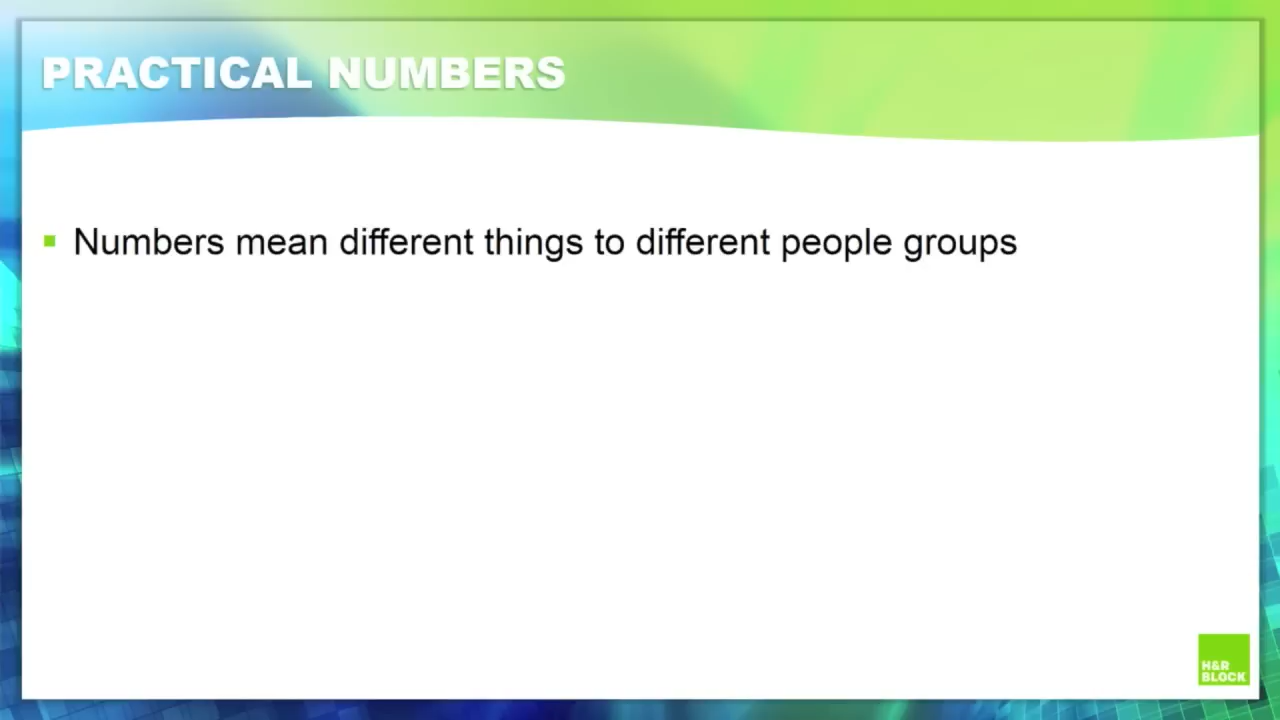 PRACTICAL NUMBERS
Numbers mean different things to different people groups
H&R
BLOCK